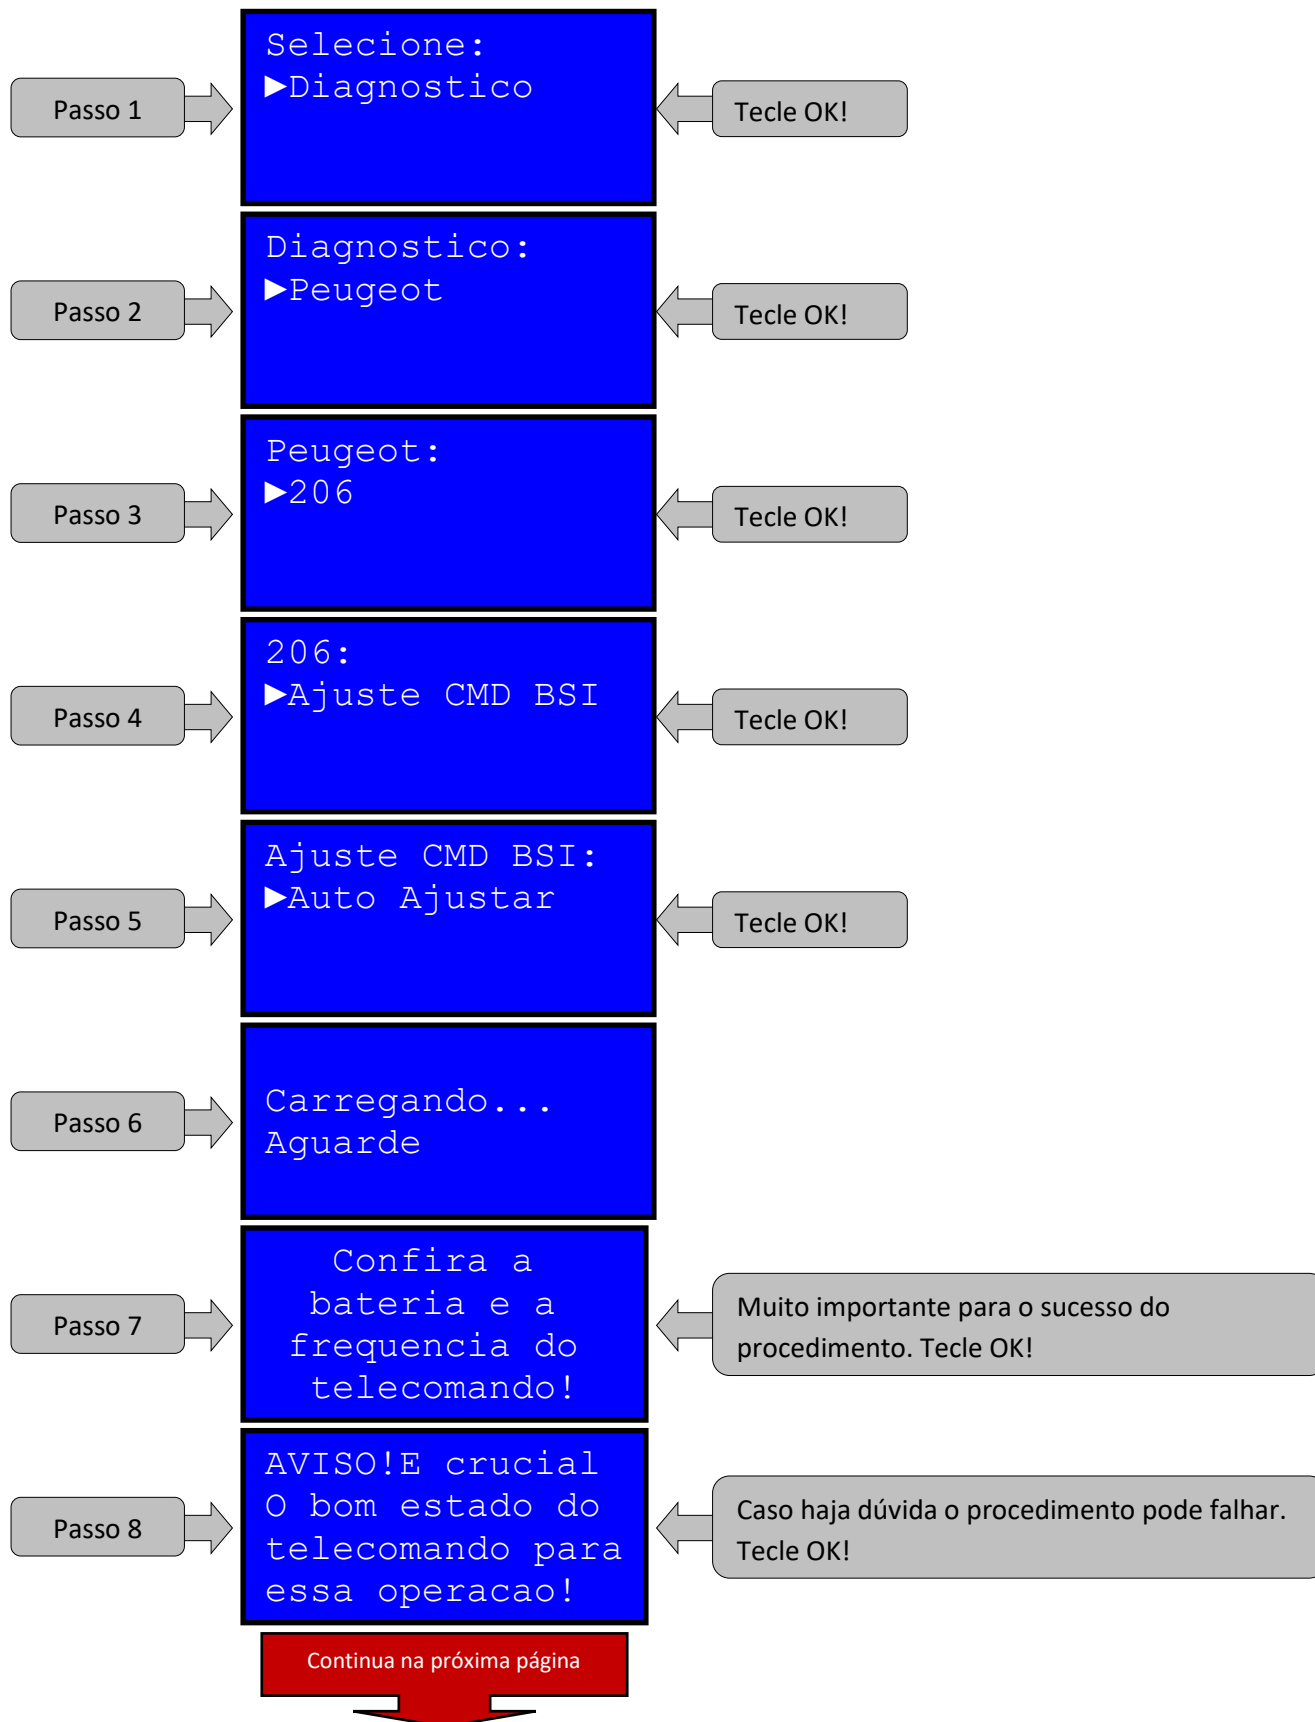 Selecione:
►Diagnostico
Passo 1
Tecle OK!
Diagnostico:
►Peugeot
Passo 2
Tecle OK!
Peugeot:
►206
Passo 3
Tecle OK!
206:
►Ajuste CMD BSI
Passo 4
Tecle OK!
Ajuste CMD BSI:
►Auto Ajustar
Passo 5
Tecle OK!
Carregando...
Aguarde
Passo 6
Confira a
bateria e a
frequencia do
telecomando!
Passo 7
Muito importante para o sucesso do
procedimento. Tecle OK!
AVISO!E crucial
O bom estado do
telecomando para
essa operacao!
Passo 8
Caso haja dúvida o procedimento pode falhar.
Tecle OK!
Continua na próxima página